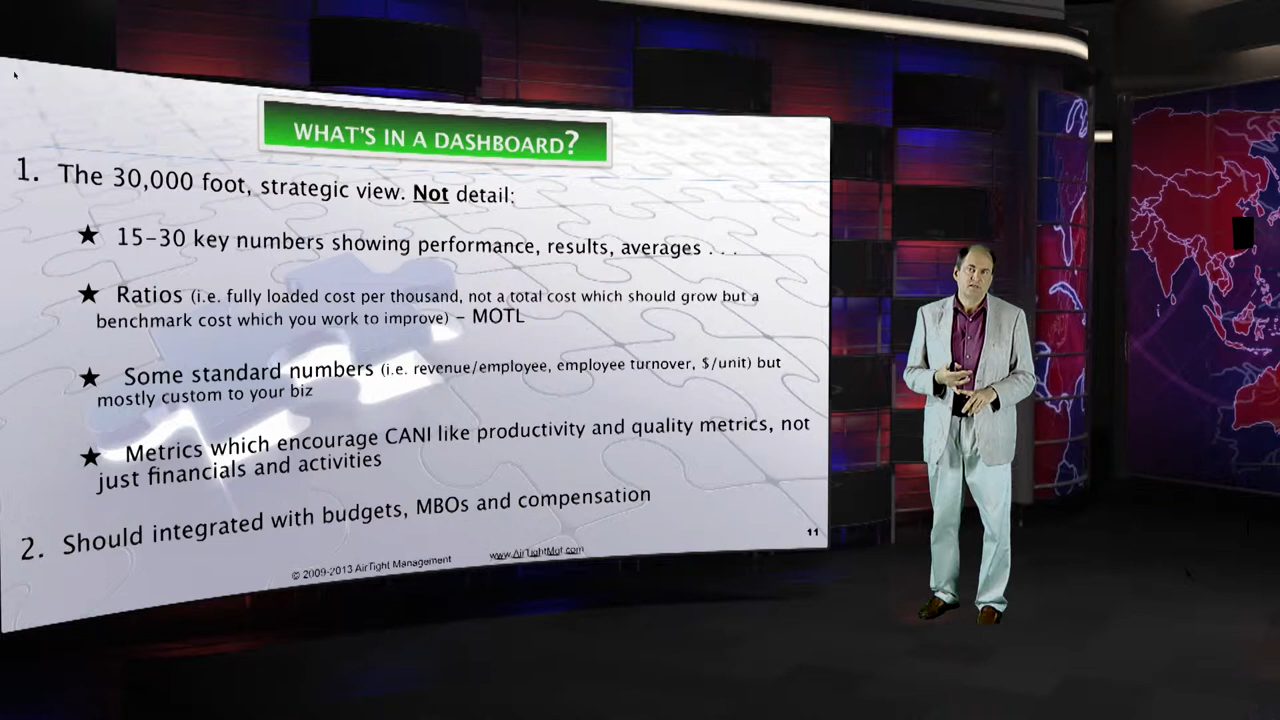 WHAT'S IN A DASHBOARD?
1. The 30,000 foot, strategic view. Not detail:
★ 15-30 key numbers showing performance, results, averages . . .
★ Ratios (i.e. fully loaded cost per thousand, not a total cost which should grow but a
benchmark cost which you work to improve) – MOTL
★ Some standard numbers (i.e. revenue/employee, employee turnover, $/unit) but
mostly custom to your biz
★ Metrics which encourage CANI like productivity and quality metrics, not
just financials and activities
2. Should integrated with budgets, MBOs and compensation
11
© 2009-2013 AirTight Management www.AirTightMgt.com